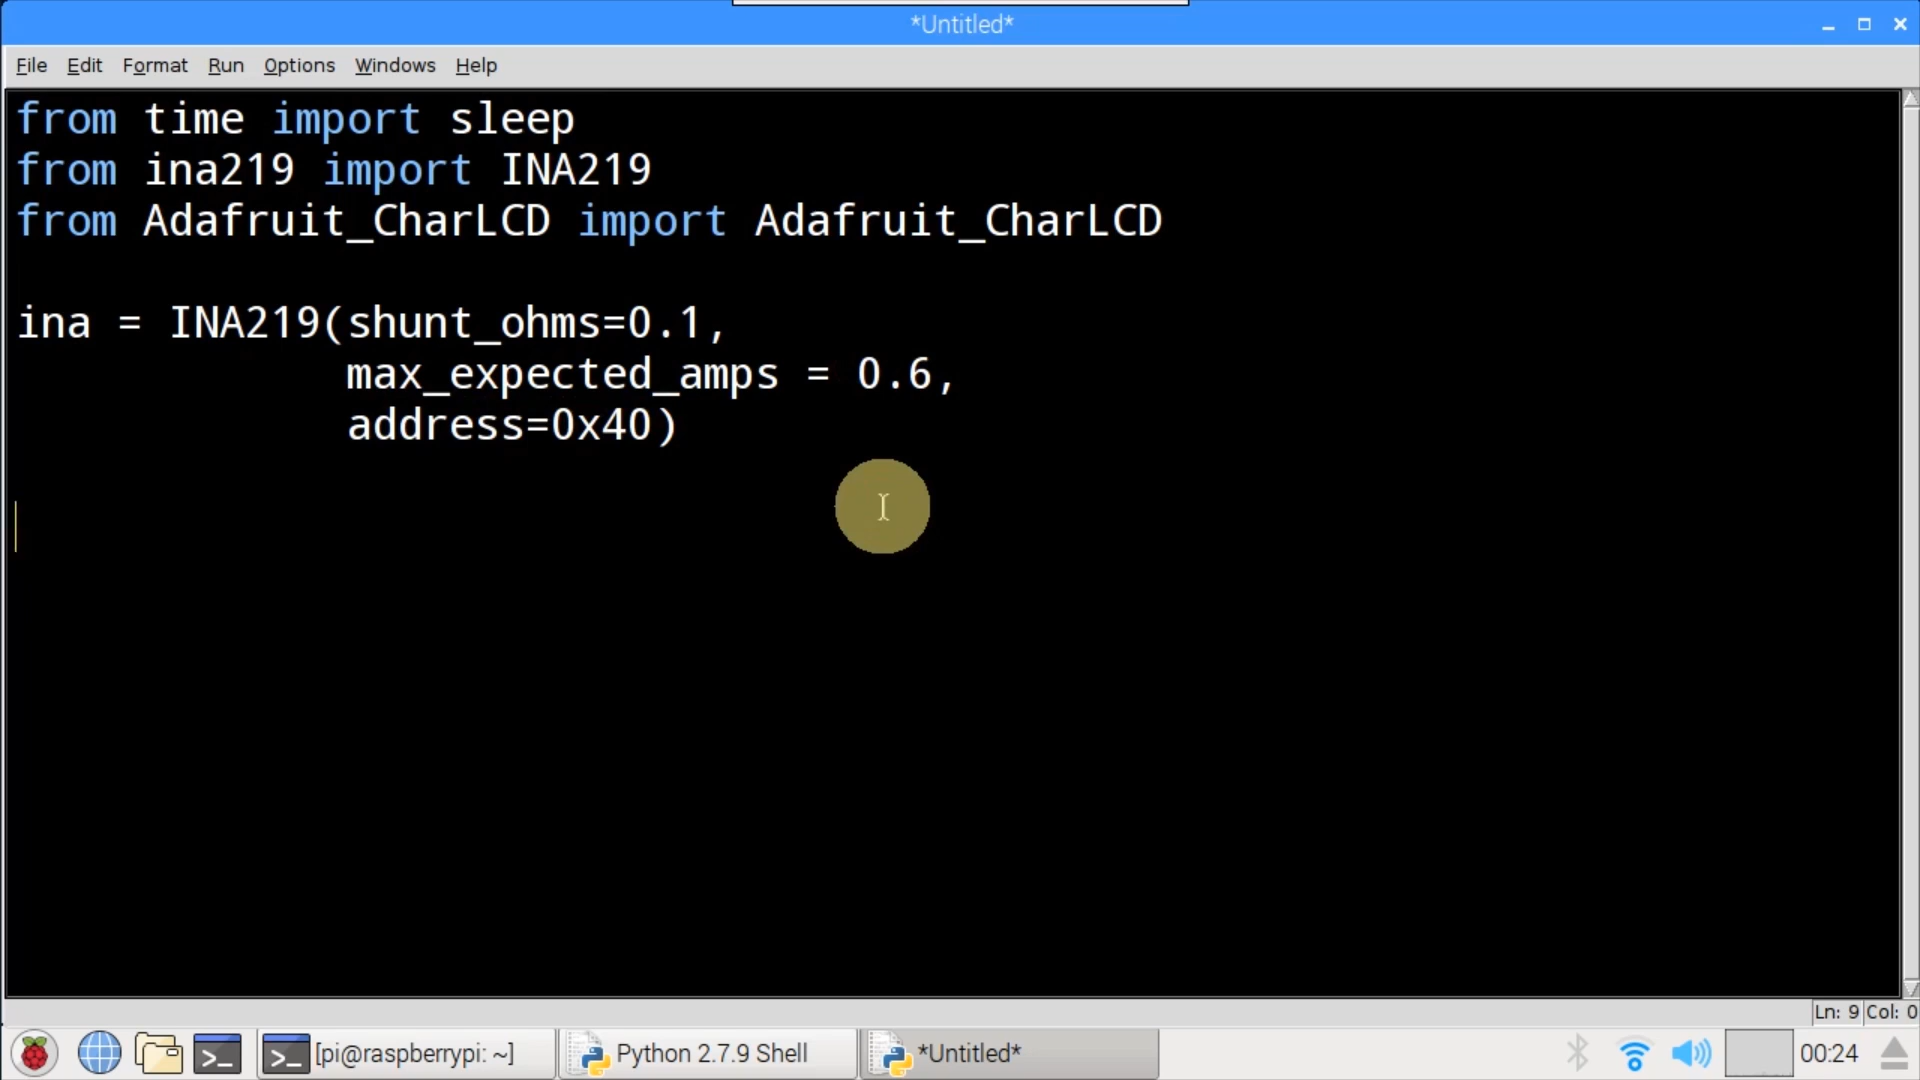 *Untitled*
File Edit Format Run Options Windows Help
from time import sleep
from ina219 import INA219
from Adafruit_CharLCD import Adafruit_CharLCD
ina = INA219(shunt_ohms=0.1,
max_expected_amps = 0.6,
address=0x40)
Ln: 9 Col: 0
[pi@raspberrypi: ~] Python 2.7.9 Shell *Untitled* 00:24